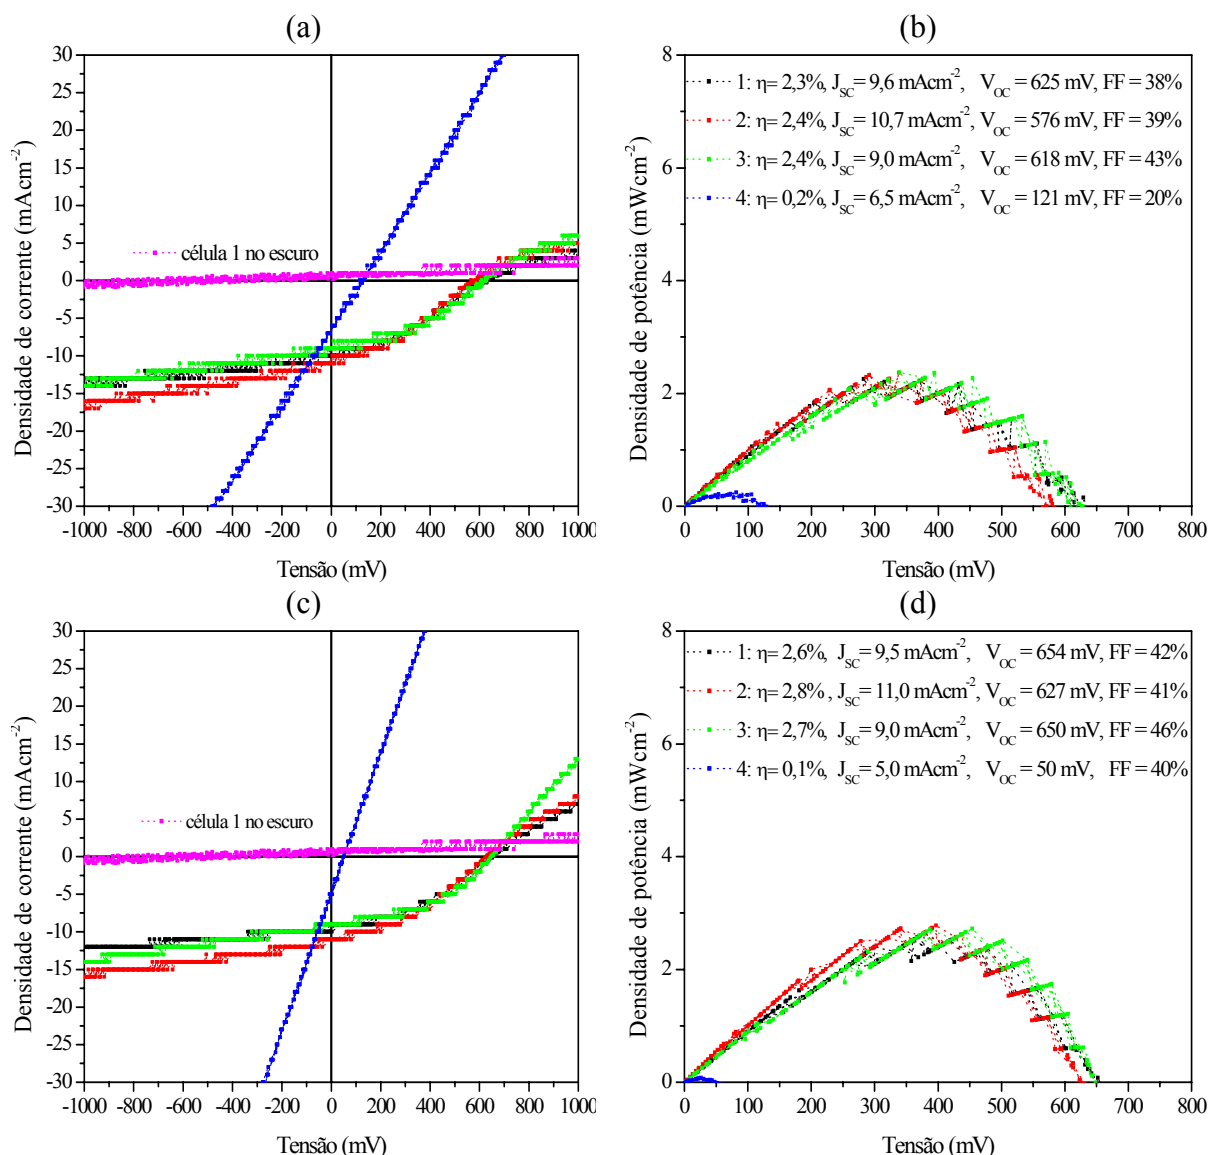 (a)
Densidade de corrente (mAcm⁻²)
30
25
20
15
10
5
0
-5
-10
-15
-20
-25
-30
célula 1 no escuro
-1000 -800 -600 -400 -200 0 200 400 600 800 1000
Tensão (mV)
(b)
Densidade de potência (mWcm⁻²)
8
6
4
2
0
1: η= 2,3%, J_SC= 9,6 mAcm⁻², V_OC = 625 mV, FF = 38%
2: η= 2,4%, J_SC= 10,7 mAcm⁻², V_OC = 576 mV, FF = 39%
3: η= 2,4%, J_SC= 9,0 mAcm⁻², V_OC = 618 mV, FF = 43%
4: η= 0,2%, J_SC= 6,5 mAcm⁻², V_OC = 121 mV, FF = 20%
0 100 200 300 400 500 600 700 800
Tensão (mV)
(c)
Densidade de corrente (mAcm⁻²)
30
25
20
15
10
5
0
-5
-10
-15
-20
-25
-30
célula 1 no escuro
-1000 -800 -600 -400 -200 0 200 400 600 800 1000
Tensão (mV)
(d)
Densidade de potência (mWcm⁻²)
8
6
4
2
0
1: η= 2,6%, J_SC= 9,5 mAcm⁻², V_OC = 654 mV, FF = 42%
2: η= 2,8% , J_SC= 11,0 mAcm⁻², V_OC = 627 mV, FF = 41%
3: η= 2,7%, J_SC= 9,0 mAcm⁻², V_OC = 650 mV, FF = 46%
4: η= 0,1%, J_SC= 5,0 mAcm⁻², V_OC = 50 mV, FF = 40%
0 100 200 300 400 500 600 700 800
Tensão (mV)